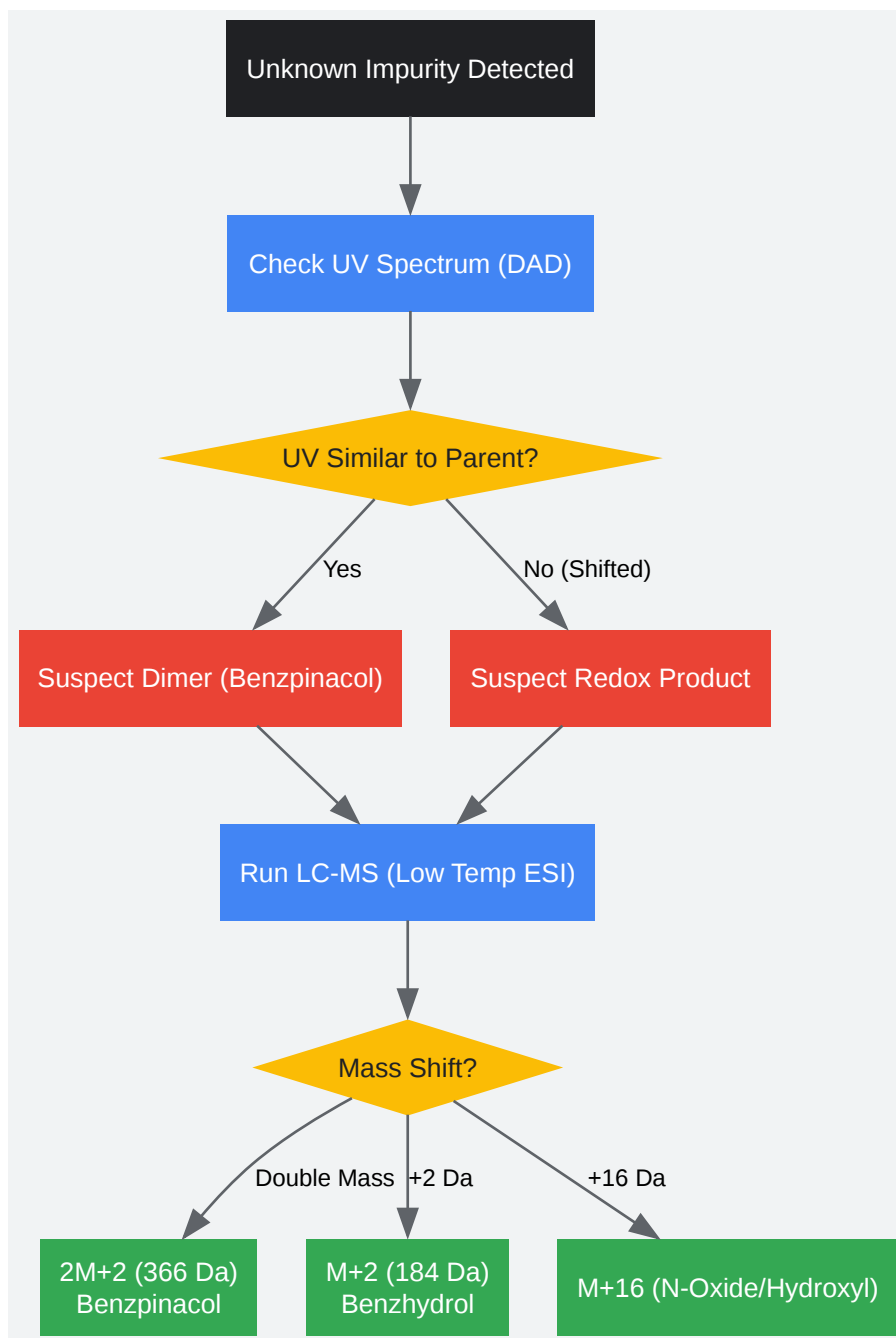 Unknown Impurity Detected
Check UV Spectrum (DAD)
UV Similar to Parent?
Yes
No (Shifted)
Suspect Dimer (Benzpinacol)
Suspect Redox Product
Run LC-MS (Low Temp ESI)
Mass Shift?
Double Mass
+2 Da
+16 Da
2M+2 (366 Da)
Benzpinacol
M+2 (184 Da)
Benzhydrol
M+16 (N-Oxide/Hydroxyl)